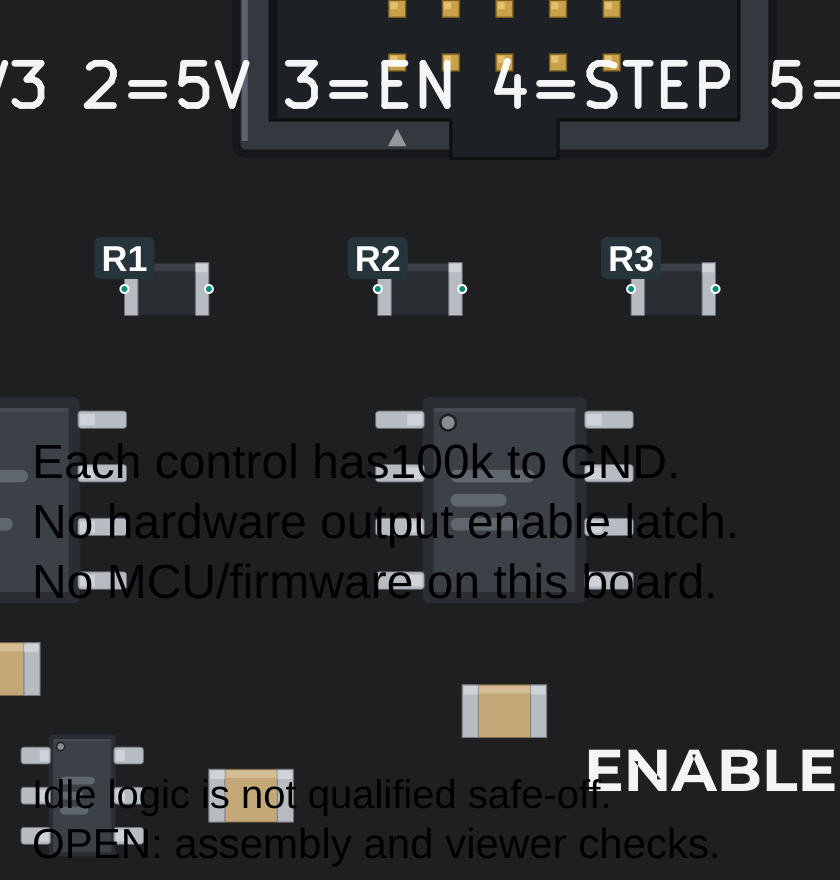 V3 2=5V 3=EN 4=STEP 5=
R1 R2 R3
Each control has100k to GND.
No hardware output enable latch.
No MCU/firmware on this board.
ENABLE
Idle logic is not qualified safe-off.
OPEN: assembly and viewer checks.